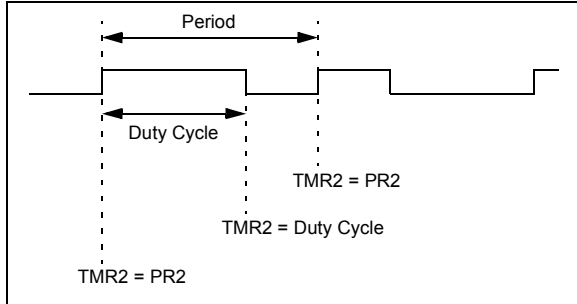 Period
Duty Cycle
TMR2 = PR2
TMR2 = Duty Cycle
TMR2 = PR2